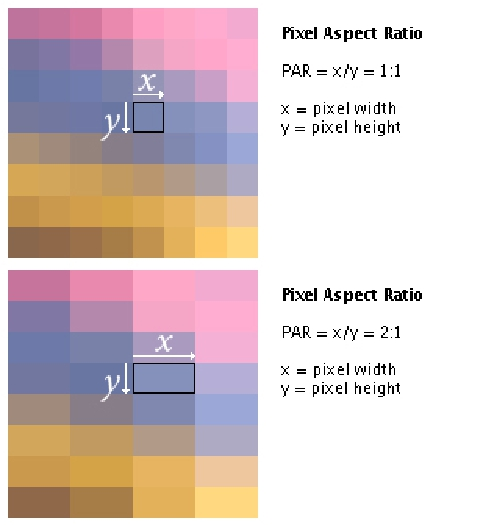 Pixel Aspect Ratio
PAR = x/y = 1:1
x = pixel width
y = pixel height
x
y
Pixel Aspect Ratio
PAR = x/y = 2:1
x = pixel width
y = pixel height
x
y